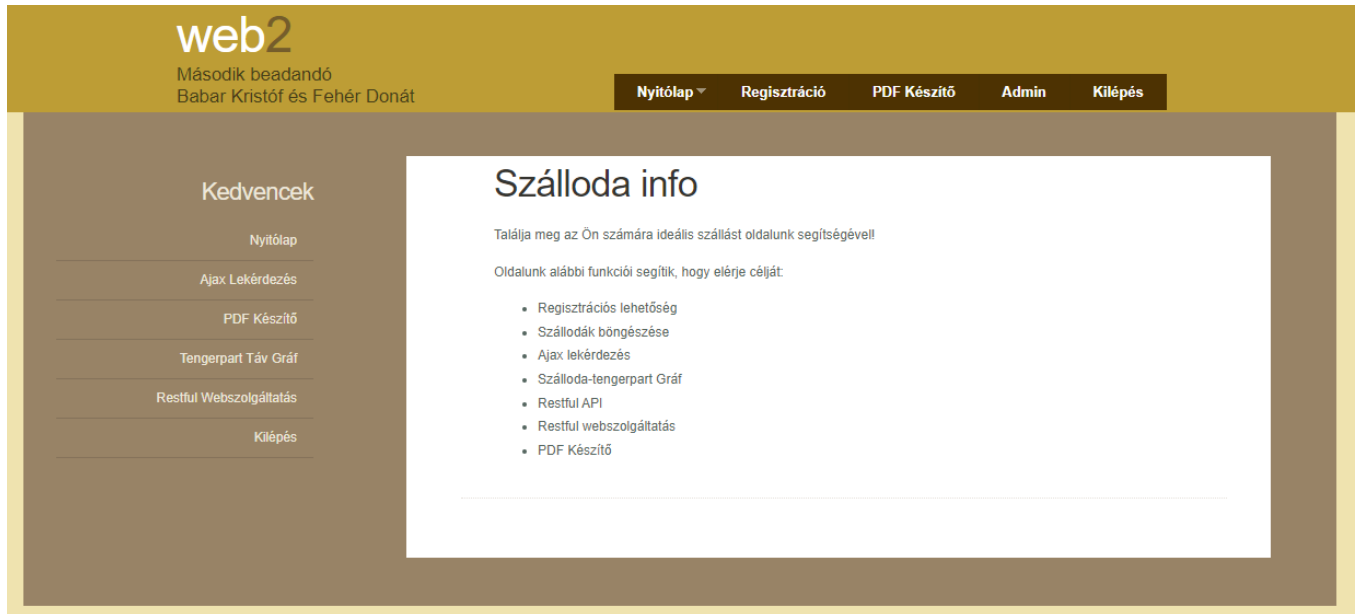 web2
Második beadandó
Babar Kristóf és Fehér Donát
Nyitólap Regisztráció PDF Készítő Admin Kilépés
Kedvencek
Nyitólap
Ajax Lekérdezés
PDF Készítő
Tengerpart Táv Gráf
Restful Webszolgáltatás
Kilépés
Szálloda info
Találja meg az Ön számára ideális szállást oldalunk segítségével!
Oldalunk alábbi funkciói segítik, hogy elérje célját:
Regisztrációs lehetőség
Szállodák böngészése
Ajax lekérdezés
Szálloda-tengerpart Gráf
Restful API
Restful webszolgáltatás
PDF Készítő